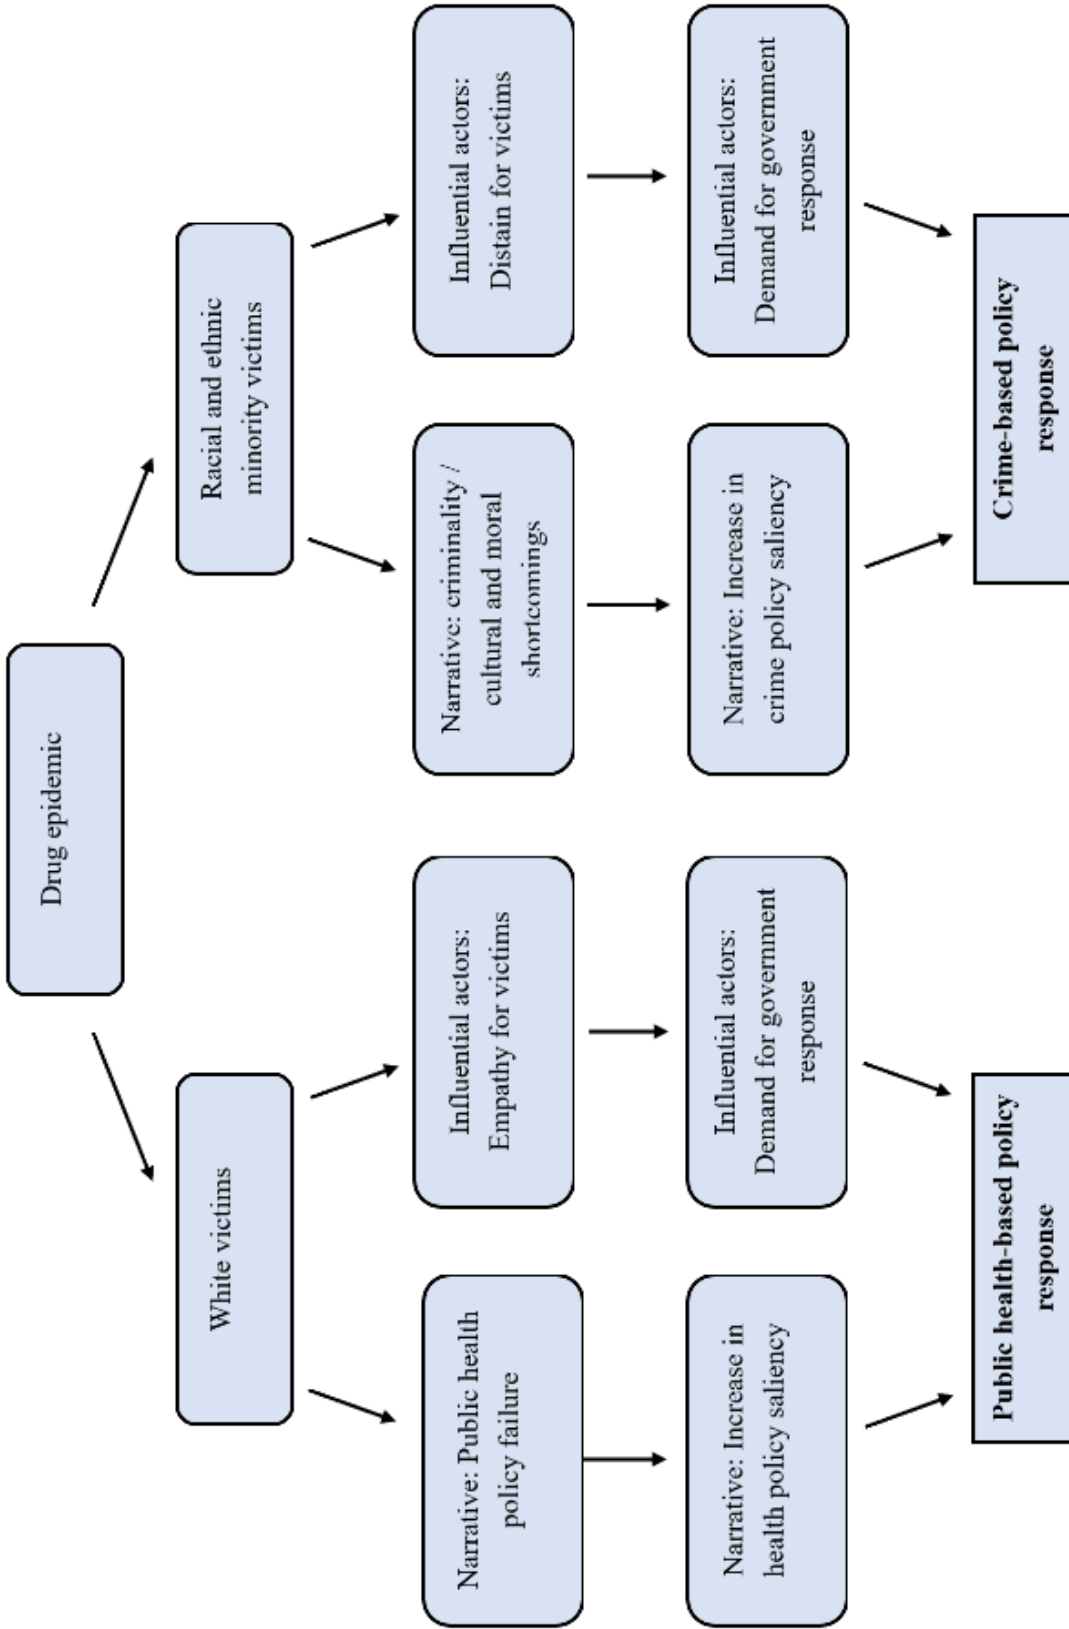 Drug epidemic
White victims
Racial and ethnic
minority victims
Narrative: Public health
policy failure
Influential actors:
Empathy for victims
Narrative: criminality /
cultural and moral
shortcomings
Influential actors:
Distain for victims
Narrative: Increase in
health policy saliency
Influential actors:
Demand for government
response
Narrative: Increase in
crime policy saliency
Influential actors:
Demand for government
response
Public health-based policy
response
Crime-based policy
response